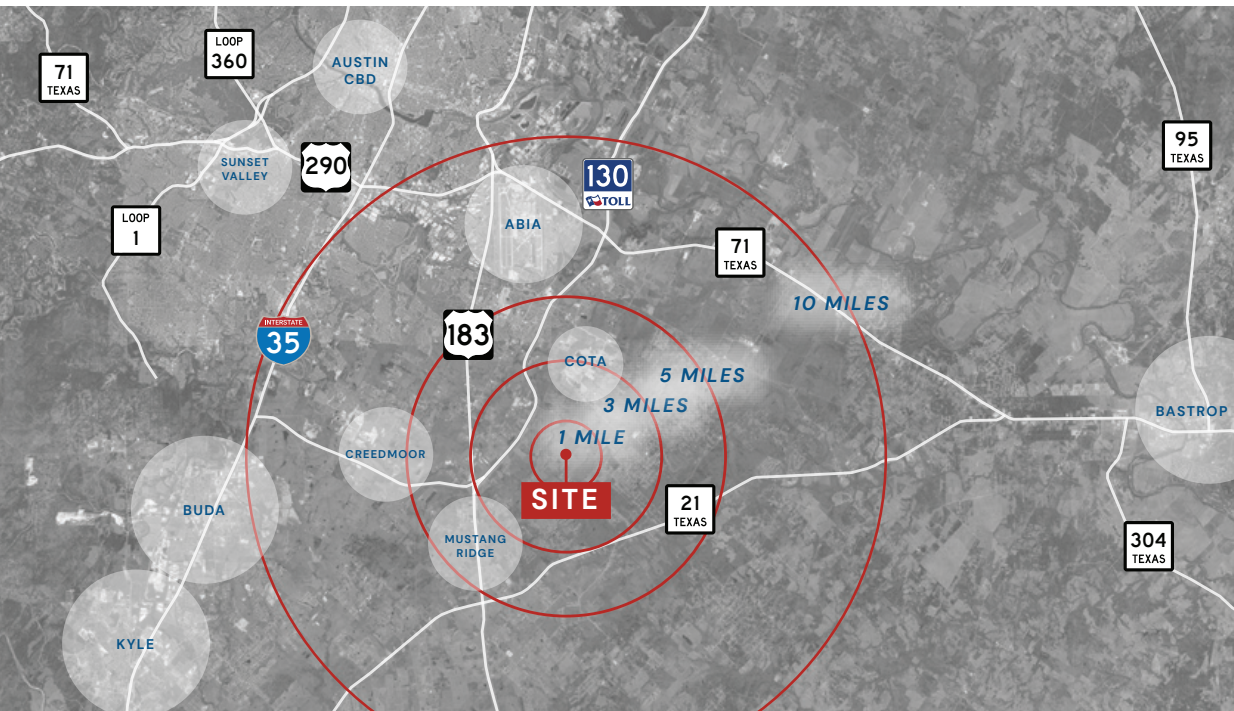 LOOP
360
71
TEXAS
AUSTIN
CBD
95
TEXAS
SUNSET
VALLEY
290
130
TOLL
LOOP
1
ABIA
71
TEXAS
10 MILES
INTERSTATE
35
183
COTA
5 MILES
3 MILES
BASTROP
1 MILE
CREEDMOOR
SITE
BUDA
21
TEXAS
MUSTANG
RIDGE
304
TEXAS
KYLE